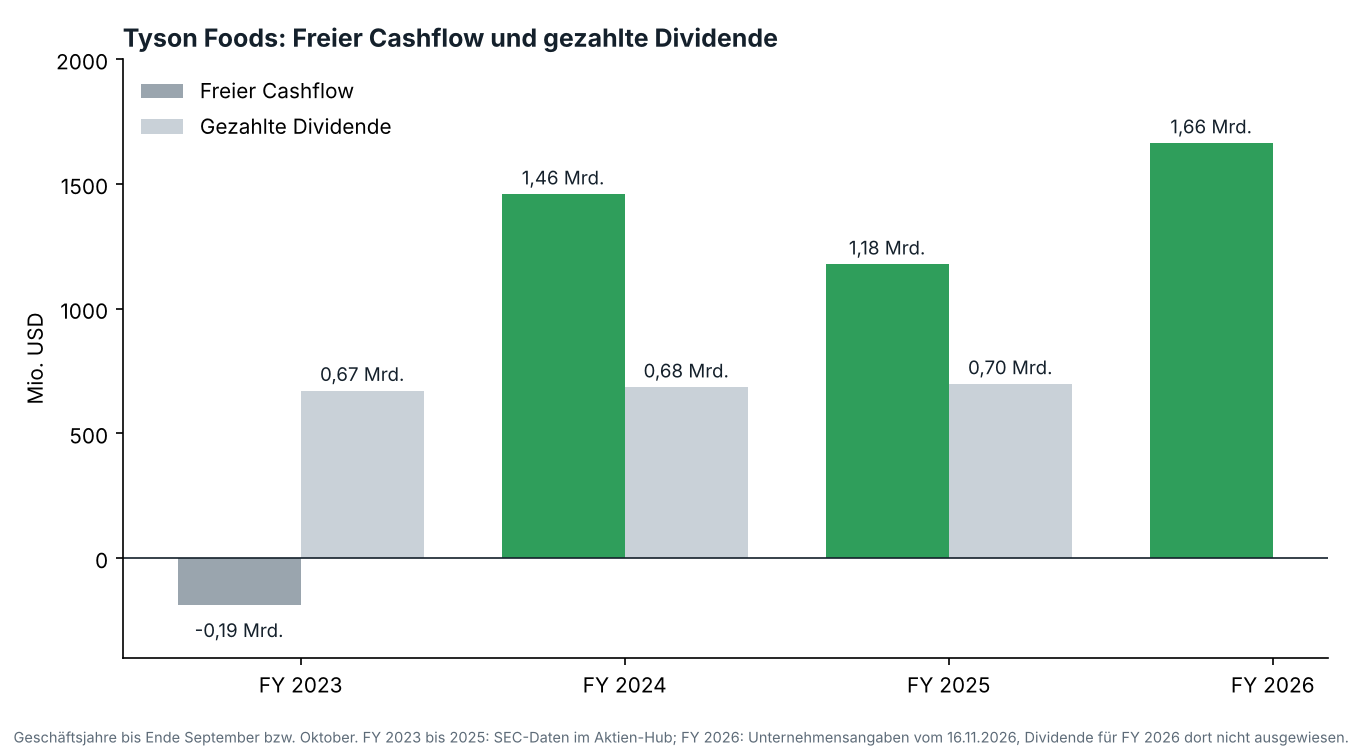 Tyson Foods: Freier Cashflow und gezahlte Dividende
2000
Freier Cashflow
Gezahlte Dividende
1,66 Mrd.
1,46 Mrd.
1500
1,18 Mrd.
1000
Mio. USD
0,67 Mrd.
0,68 Mrd.
0,70 Mrd.
500
0
-0,19 Mrd.
FY 2023
FY 2024
FY 2025
FY 2026
Geschäftsjahre bis Ende September bzw. Oktober. FY 2023 bis 2025: SEC-Daten im Aktien-Hub; FY 2026: Unternehmensangaben vom 16.11.2026, Dividende für FY 2026 dort nicht ausgewiesen.